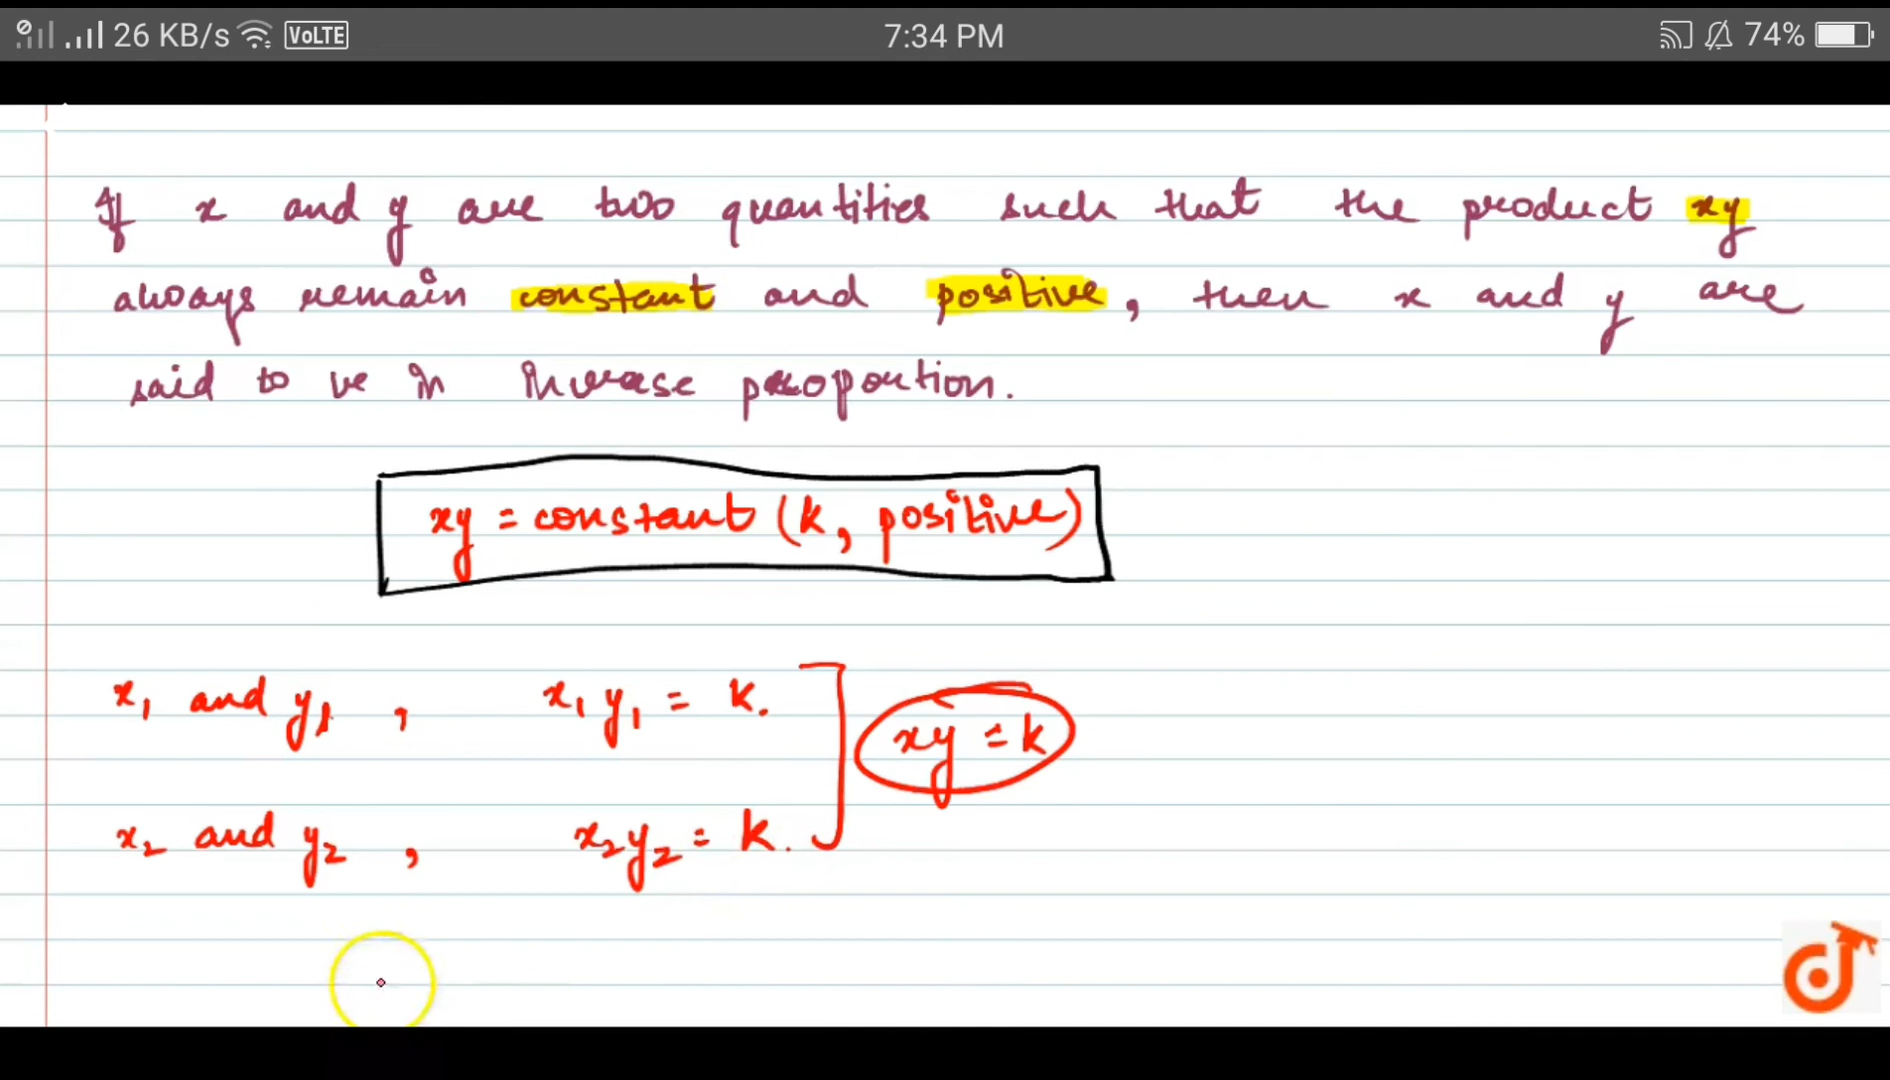 26 KB/s VoLTE 7:34 PM 74%
If x and y are two quantities such that the product xy
always remain constant and positive, then x and y are
said to be in inverse proportion.
xy = constant (k, positive)
x₁ and y₁, x₁y₁ = k.
xy = k
x₂ and y₂, x₂y₂ = k.